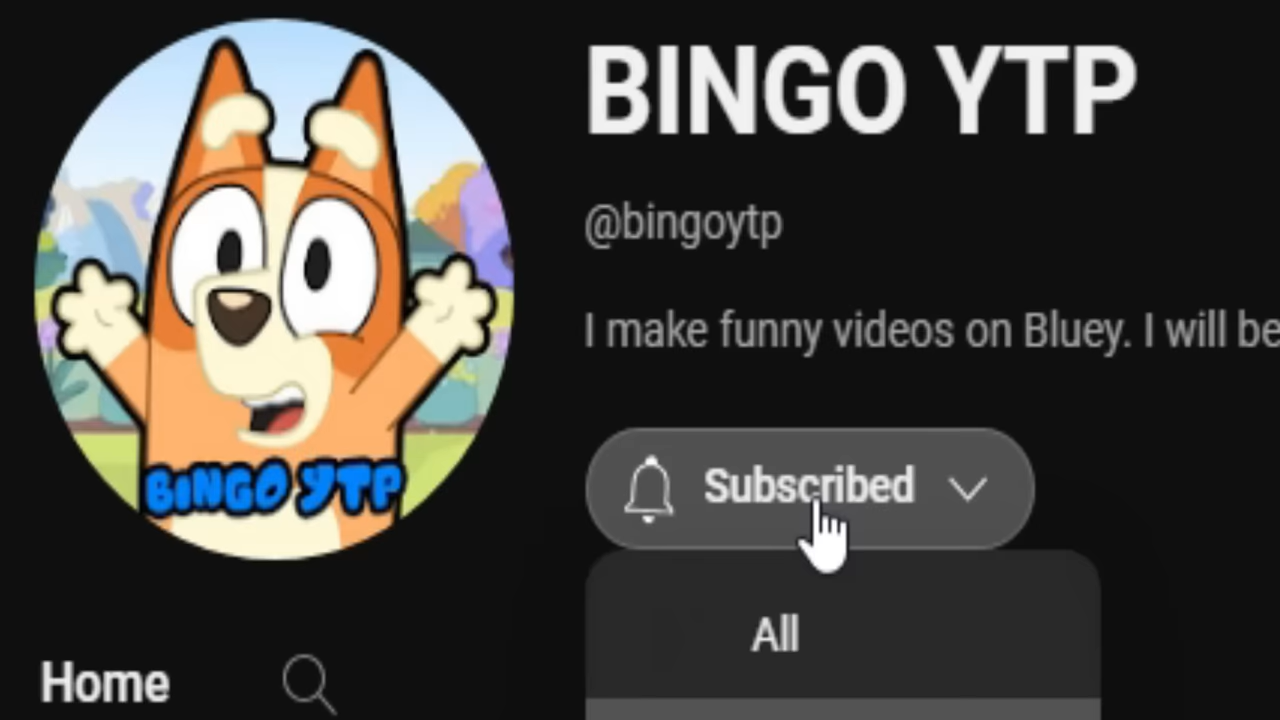 BINGO YTP
@bingoytp
I make funny videos on Bluey. I will be
Subscribed
BINGO YTP
All
Home